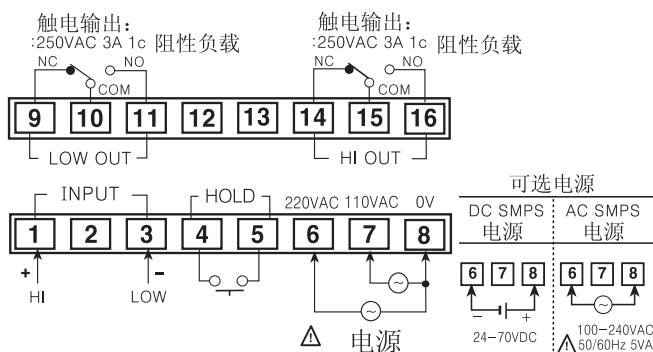 触电输出：
:250VAC 3A 1c 阻性负载
NC NO
COM
触电输出：
:250VAC 3A 1c 阻性负载
NC NO
COM
9 10 11 12 13 14 15 16
LOW OUT HI OUT
INPUT HOLD 220VAC 110VAC 0V
1 2 3 4 5 6 7 8
+ −
HI LOW
⚠ 电源
可选电源
DC SMPS
电源
6 7 8
− +
24-70VDC
AC SMPS
电源
6 7 8
⚠ 100-240VAC
50/60Hz 5VA